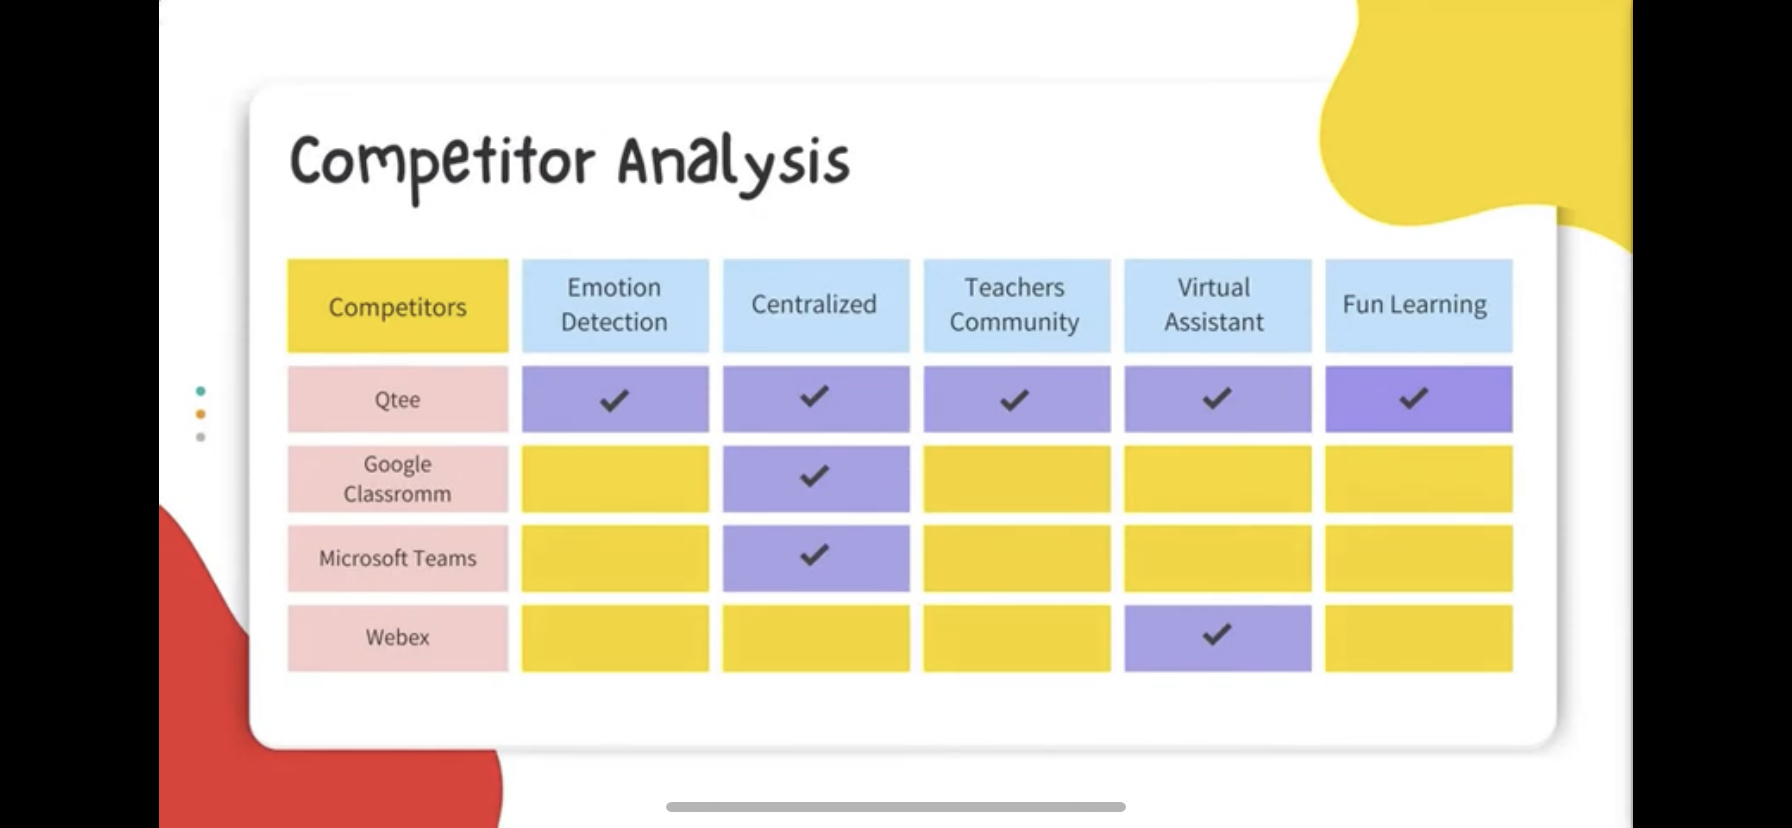 Competitor Analysis
Competitors
Emotion
Detection
Centralized
Teachers
Community
Virtual
Assistant
Fun Learning
Qtee
Google
Classromm
Microsoft Teams
Webex